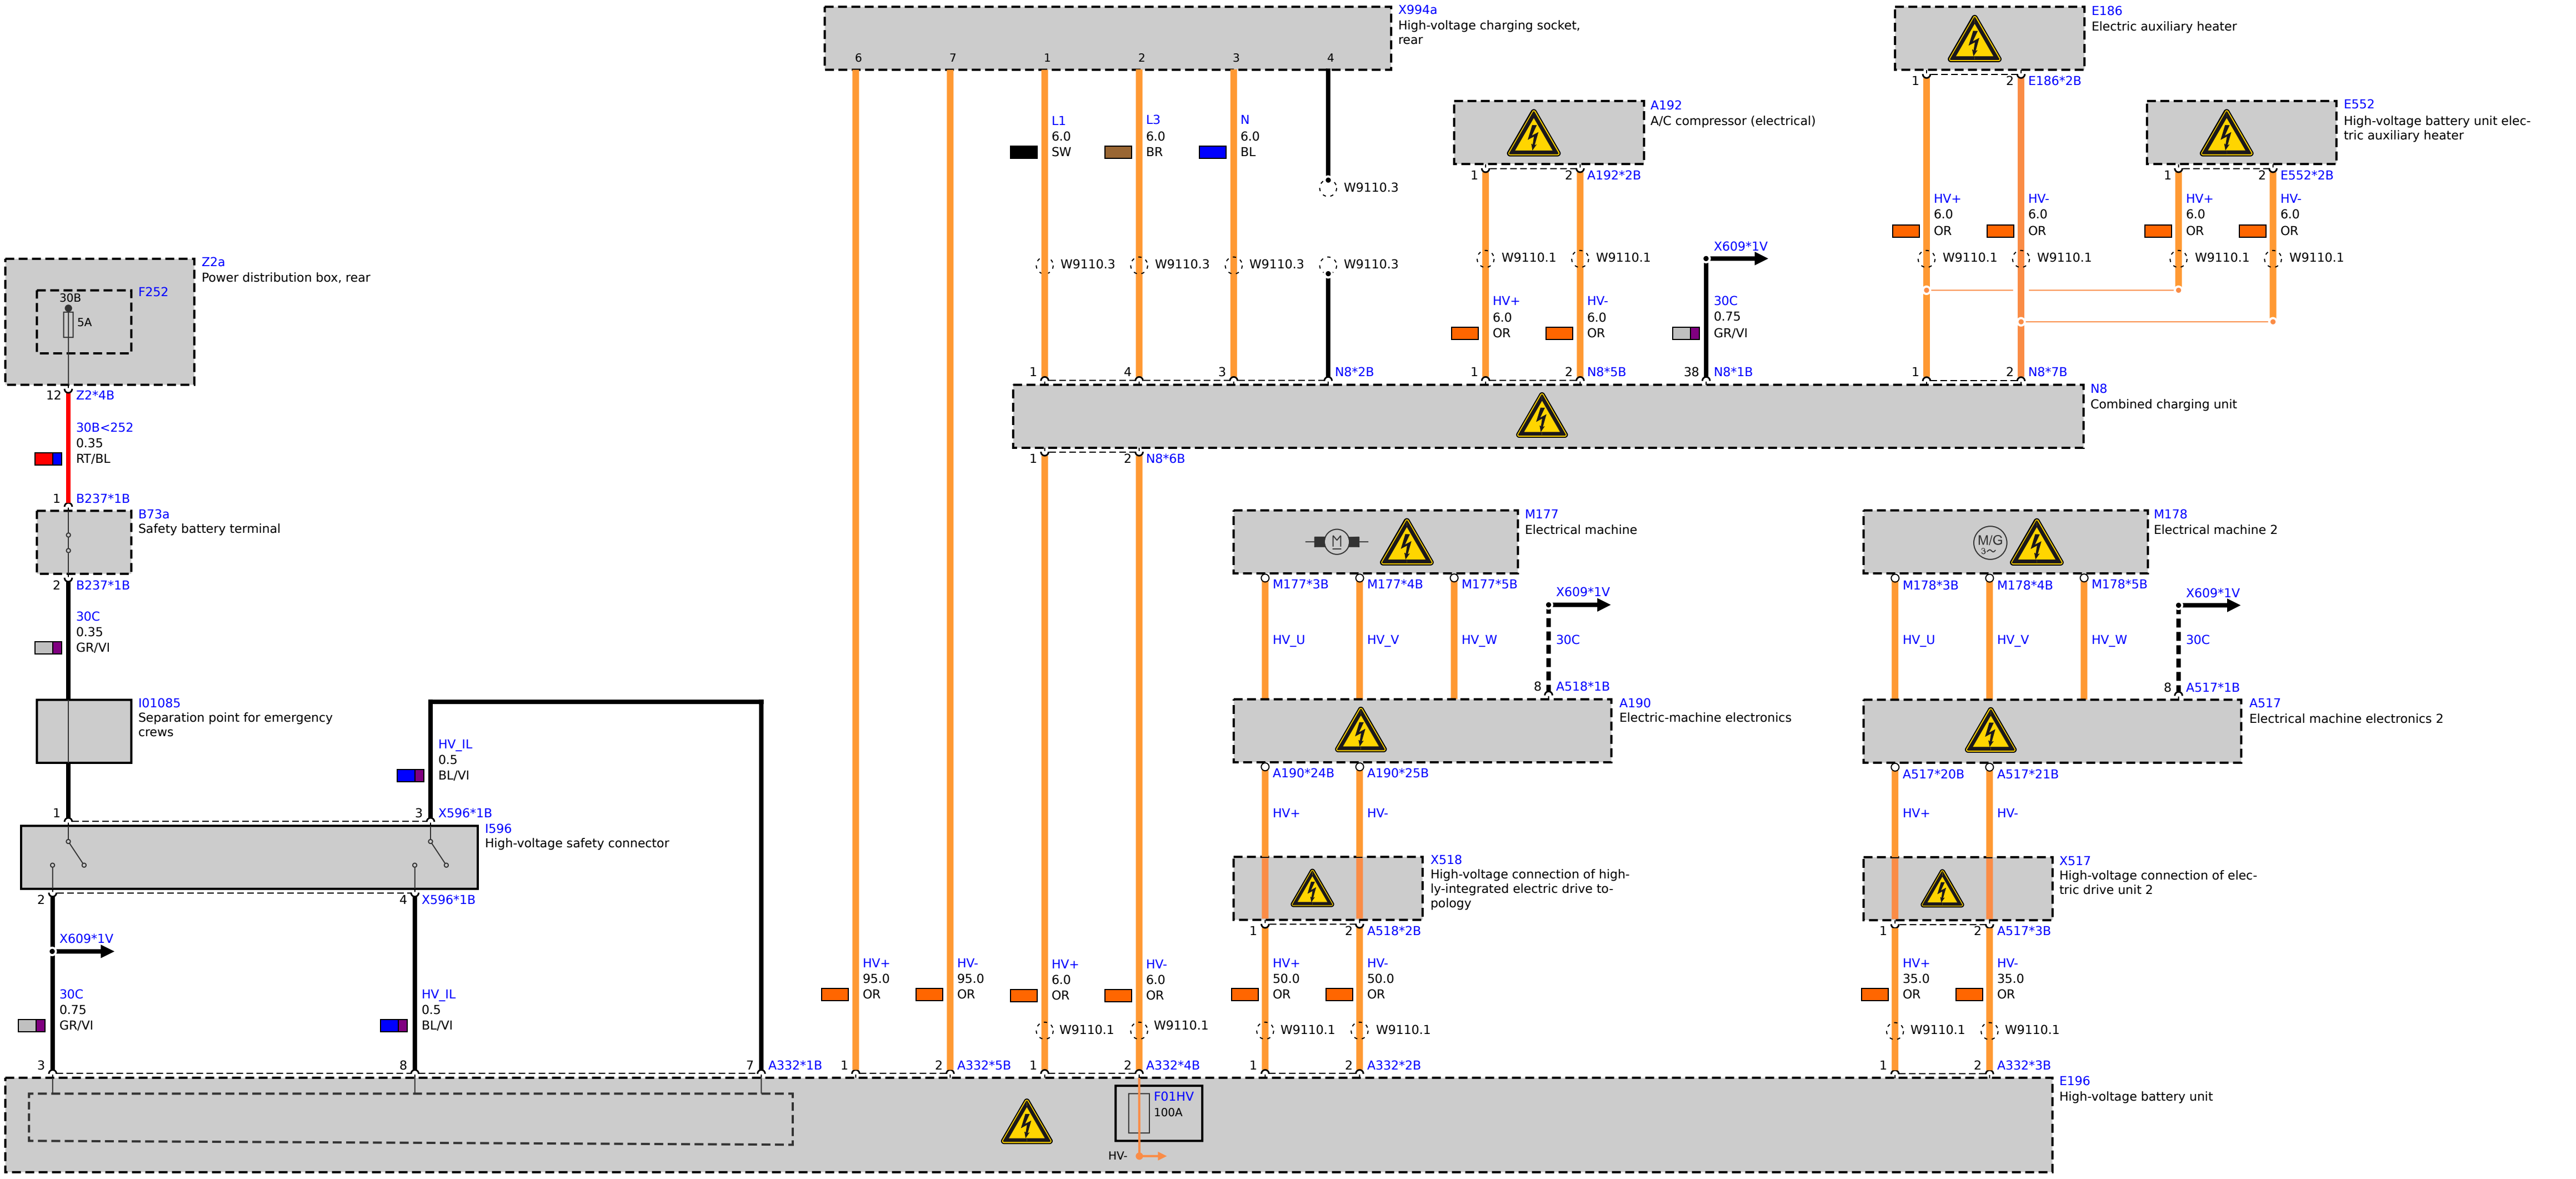 X994a
High-voltage charging socket,
rear
6
7
1
2
3
4
E186
Electric auxiliary heater
1
2
E186*2B
L1
6.0
SW
L3
6.0
BR
N
6.0
BL
W9110.3
A192
A/C compressor (electrical)
1
2
A192*2B
E552
High-voltage battery unit elec-
tric auxiliary heater
1
2
E552*2B
HV+
6.0
OR
HV-
6.0
OR
HV+
6.0
OR
HV-
6.0
OR
W9110.3
W9110.3
W9110.3
W9110.3
W9110.1
W9110.1
X609*1V
W9110.1
W9110.1
W9110.1
W9110.1
Z2a
Power distribution box, rear
F252
30B
5A
HV+
6.0
OR
HV-
6.0
OR
30C
0.75
GR/VI
12
Z2*4B
1
4
3
N8*2B
1
2
N8*5B
38
N8*1B
1
2
N8*7B
N8
Combined charging unit
1
2
N8*6B
30B<252
0.35
RT/BL
1
B237*1B
B73a
Safety battery terminal
2
B237*1B
30C
0.35
GR/VI
M177
Electrical machine
M
M177*3B
M177*4B
M177*5B
X609*1V
HV_U
HV_V
HV_W
30C
8
A518*1B
M178
Electrical machine 2
M/G
3~
M178*3B
M178*4B
M178*5B
X609*1V
HV_U
HV_V
HV_W
30C
8
A517*1B
I01085
Separation point for emergency
crews
HV_IL
0.5
BL/VI
1
3
X596*1B
I596
High-voltage safety connector
2
4
X596*1B
A190
Electric-machine electronics
A190*24B
A190*25B
HV+
HV-
A517
Electrical machine electronics 2
A517*20B
A517*21B
HV+
HV-
X518
High-voltage connection of high-
ly-integrated electric drive to-
pology
1
2
A518*2B
X517
High-voltage connection of elec-
tric drive unit 2
1
2
A517*3B
X609*1V
30C
0.75
GR/VI
HV_IL
0.5
BL/VI
HV+
95.0
OR
HV-
95.0
OR
HV+
6.0
OR
HV-
6.0
OR
HV+
50.0
OR
HV-
50.0
OR
HV+
35.0
OR
HV-
35.0
OR
W9110.1
W9110.1
W9110.1
W9110.1
W9110.1
W9110.1
3
8
7
A332*1B
1
2
A332*5B
1
2
A332*4B
1
2
A332*2B
1
2
A332*3B
E196
High-voltage battery unit
F01HV
100A
HV-